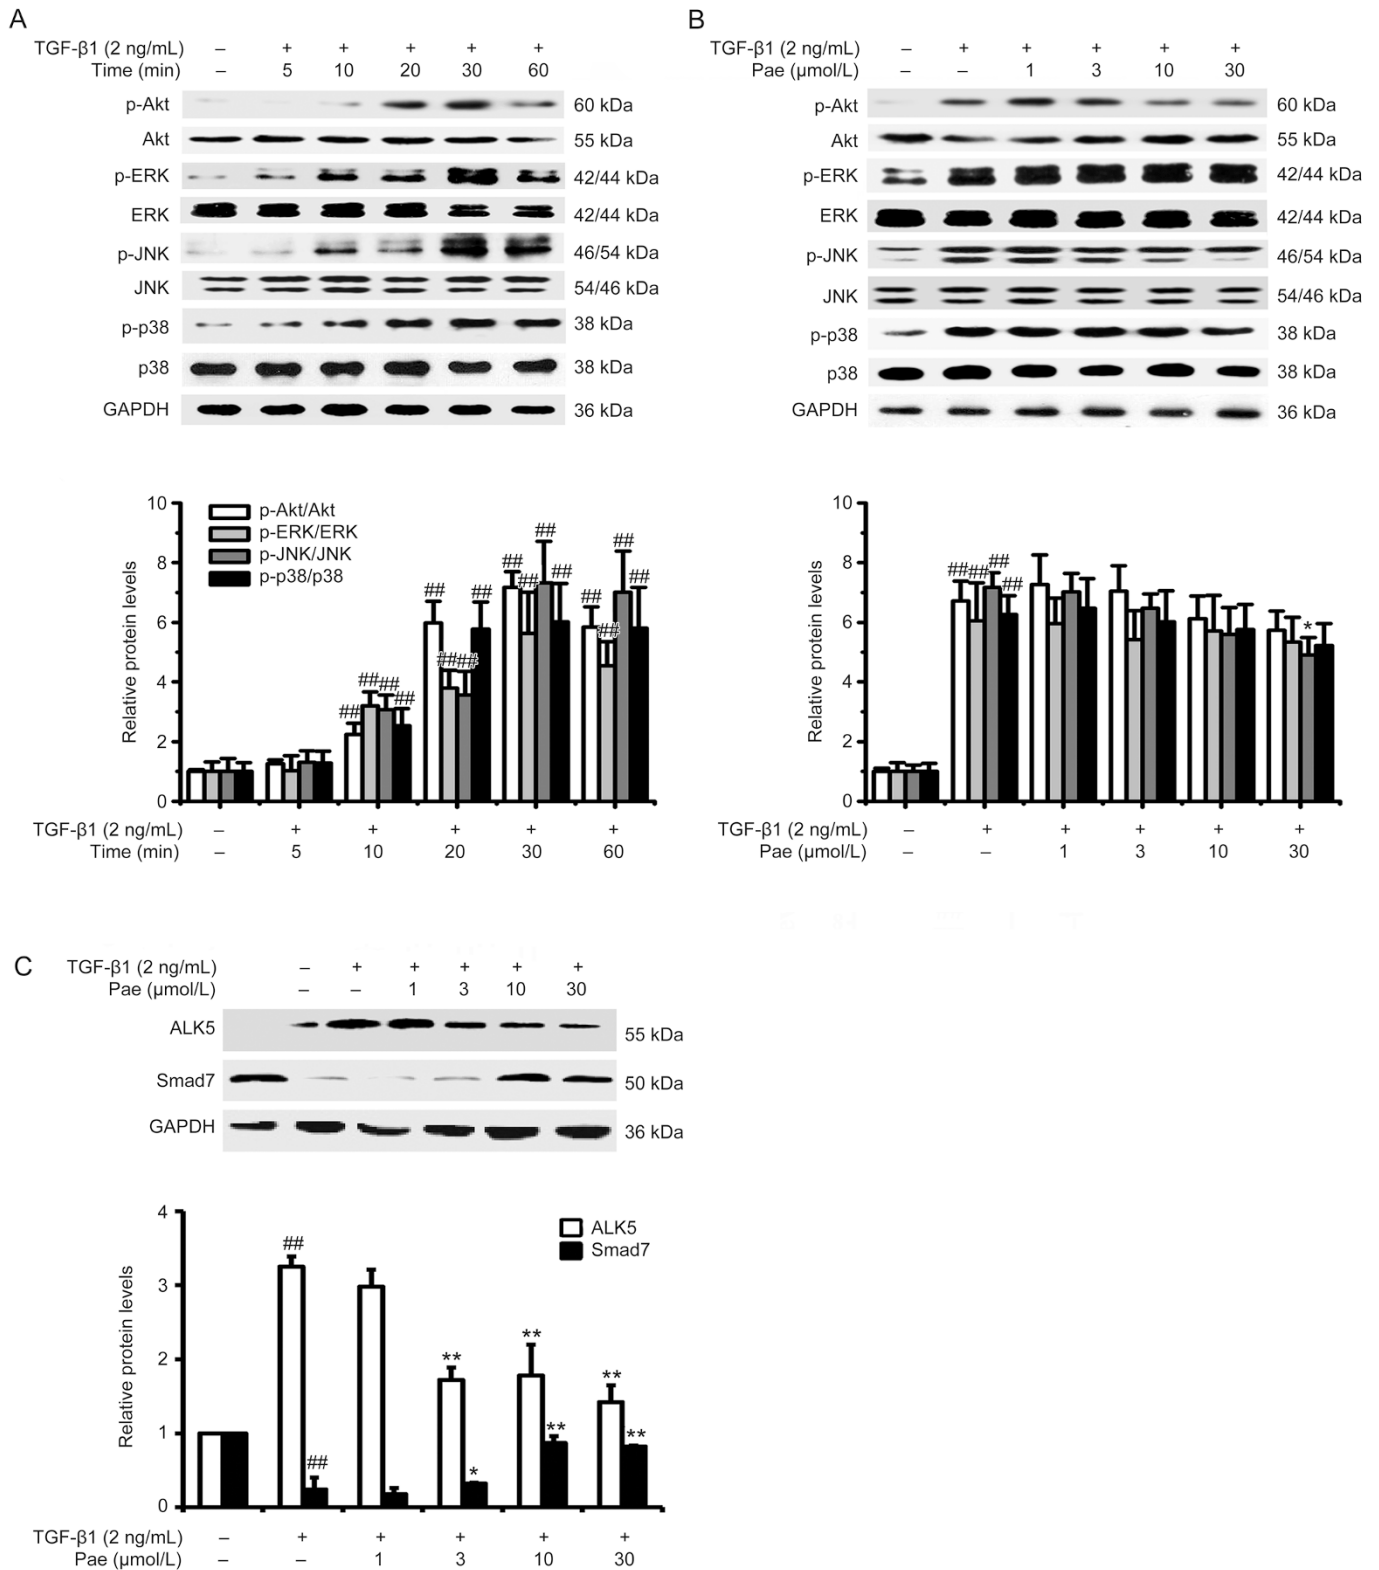 A
TGF-β1 (2 ng/mL) – + + + + +
Time (min) – 5 10 20 30 60
p-Akt 60 kDa
Akt 55 kDa
p-ERK 42/44 kDa
ERK 42/44 kDa
p-JNK 46/54 kDa
JNK 54/46 kDa
p-p38 38 kDa
p38 38 kDa
GAPDH 36 kDa
Relative protein levels
10
8
6
4
2
0
p-Akt/Akt
p-ERK/ERK
p-JNK/JNK
p-p38/p38
## ## ## ##
## ## ## ##
## ## ## ##
## ## ## ##
TGF-β1 (2 ng/mL) – + + + + +
Time (min) – 5 10 20 30 60
B
TGF-β1 (2 ng/mL) – + + + + +
Pae (μmol/L) – – 1 3 10 30
p-Akt 60 kDa
Akt 55 kDa
p-ERK 42/44 kDa
ERK 42/44 kDa
p-JNK 46/54 kDa
JNK 54/46 kDa
p-p38 38 kDa
p38 38 kDa
GAPDH 36 kDa
Relative protein levels
10
8
6
4
2
0
## ## ## ##
*
TGF-β1 (2 ng/mL) – + + + + +
Pae (μmol/L) – – 1 3 10 30
C
TGF-β1 (2 ng/mL) – + + + + +
Pae (μmol/L) – – 1 3 10 30
ALK5 55 kDa
Smad7 50 kDa
GAPDH 36 kDa
Relative protein levels
4
3
2
1
0
ALK5
Smad7
## ##
** *
** **
** **
TGF-β1 (2 ng/mL) – + + + + +
Pae (μmol/L) – – 1 3 10 30